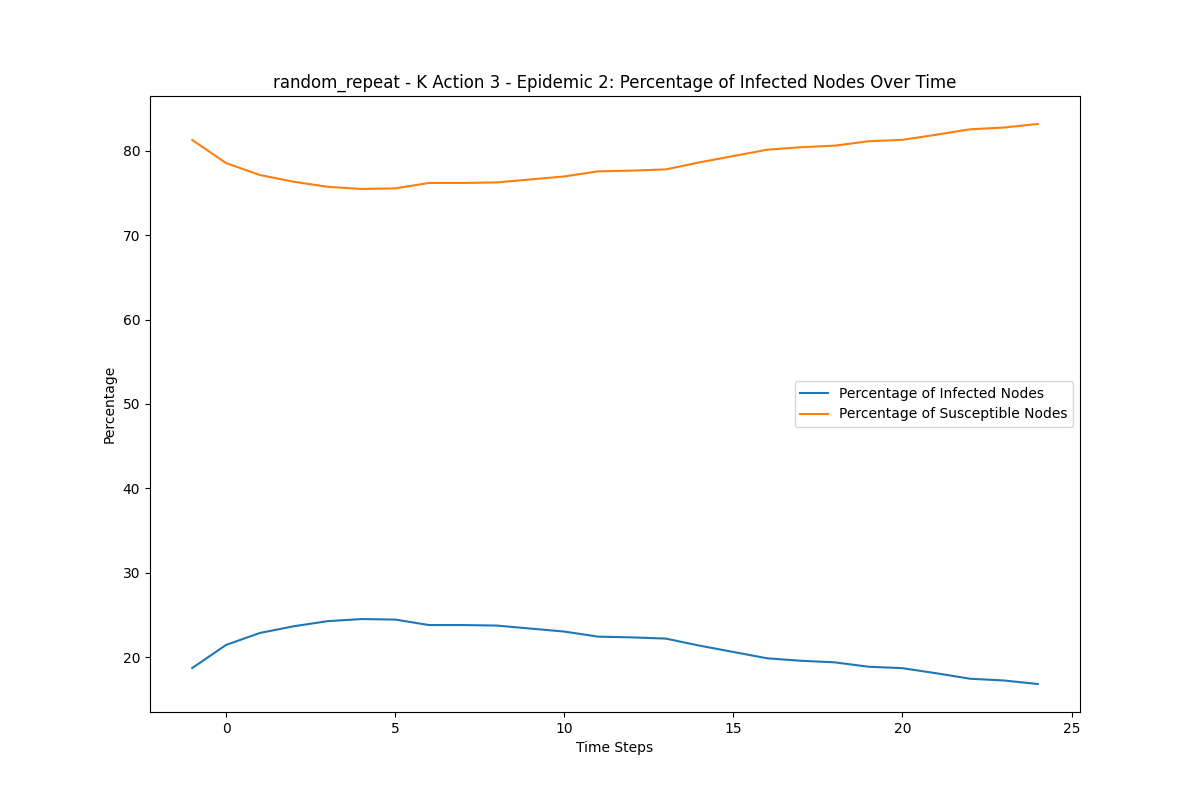 random_repeat - K Action 3 - Epidemic 2: Percentage of Infected Nodes Over Time
80
70
60
50
40
30
20
Percentage
Percentage of Infected Nodes
Percentage of Susceptible Nodes
0 5 10 15 20 25
Time Steps